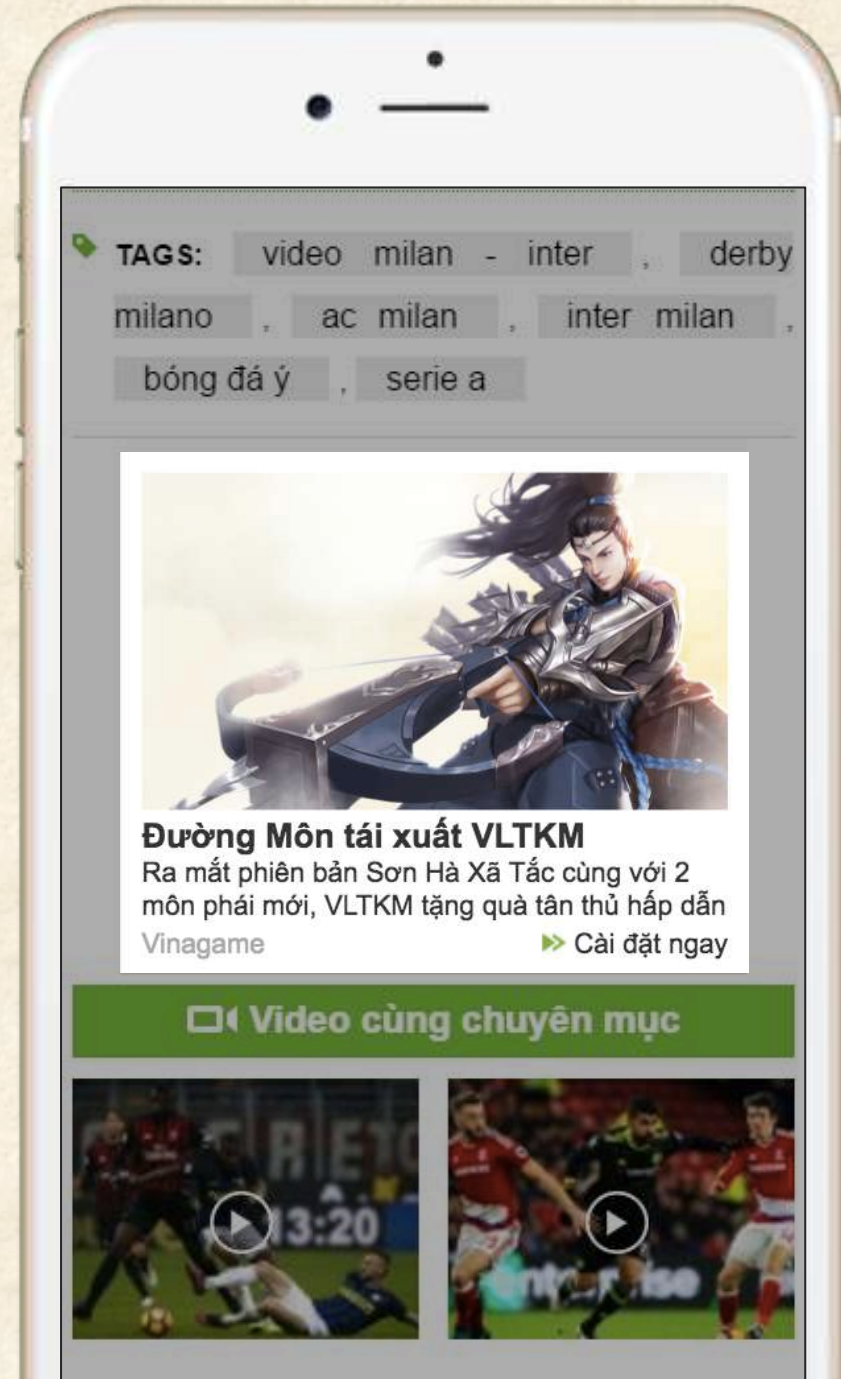 TAGS: video milan - inter , derby
milano , ac milan , inter milan ,
bóng đá ý , serie a
Đường Môn tái xuất VLTKM
Ra mắt phiên bản Sơn Hà Xã Tắc cùng với 2
môn phái mới, VLTKM tặng quà tân thủ hấp dẫn
Vinagame Cài đặt ngay
Video cùng chuyên mục
13:20